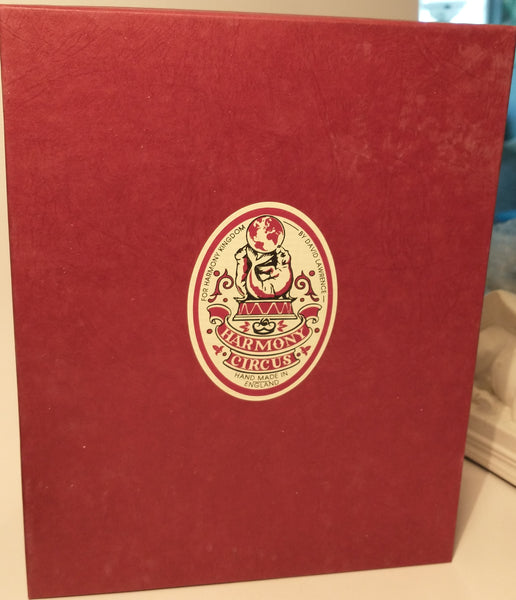 FOR HARMONY KINGDOM
BY DAVID LAWRENCE
HARMONY
CIRCUS
HAND MADE IN
ENGLAND